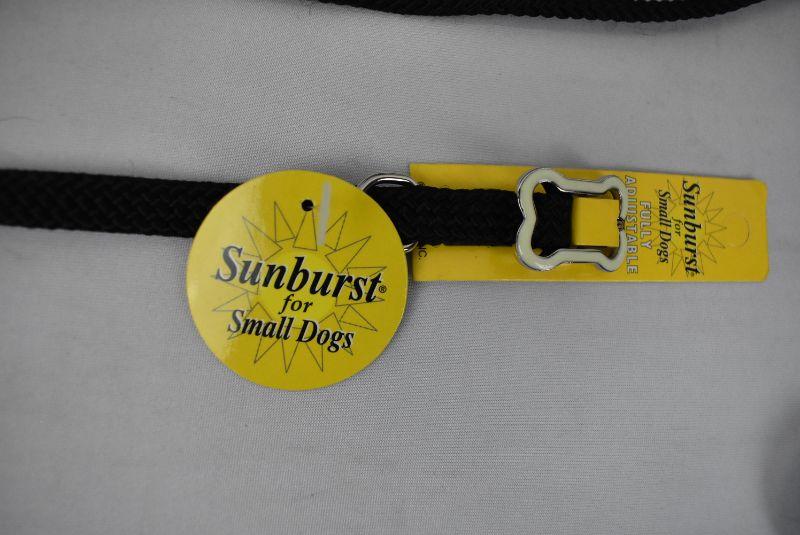 Sunburst®
for
Small Dogs
Sunburst
for
Small Dogs
FULLY
ADJUSTABLE